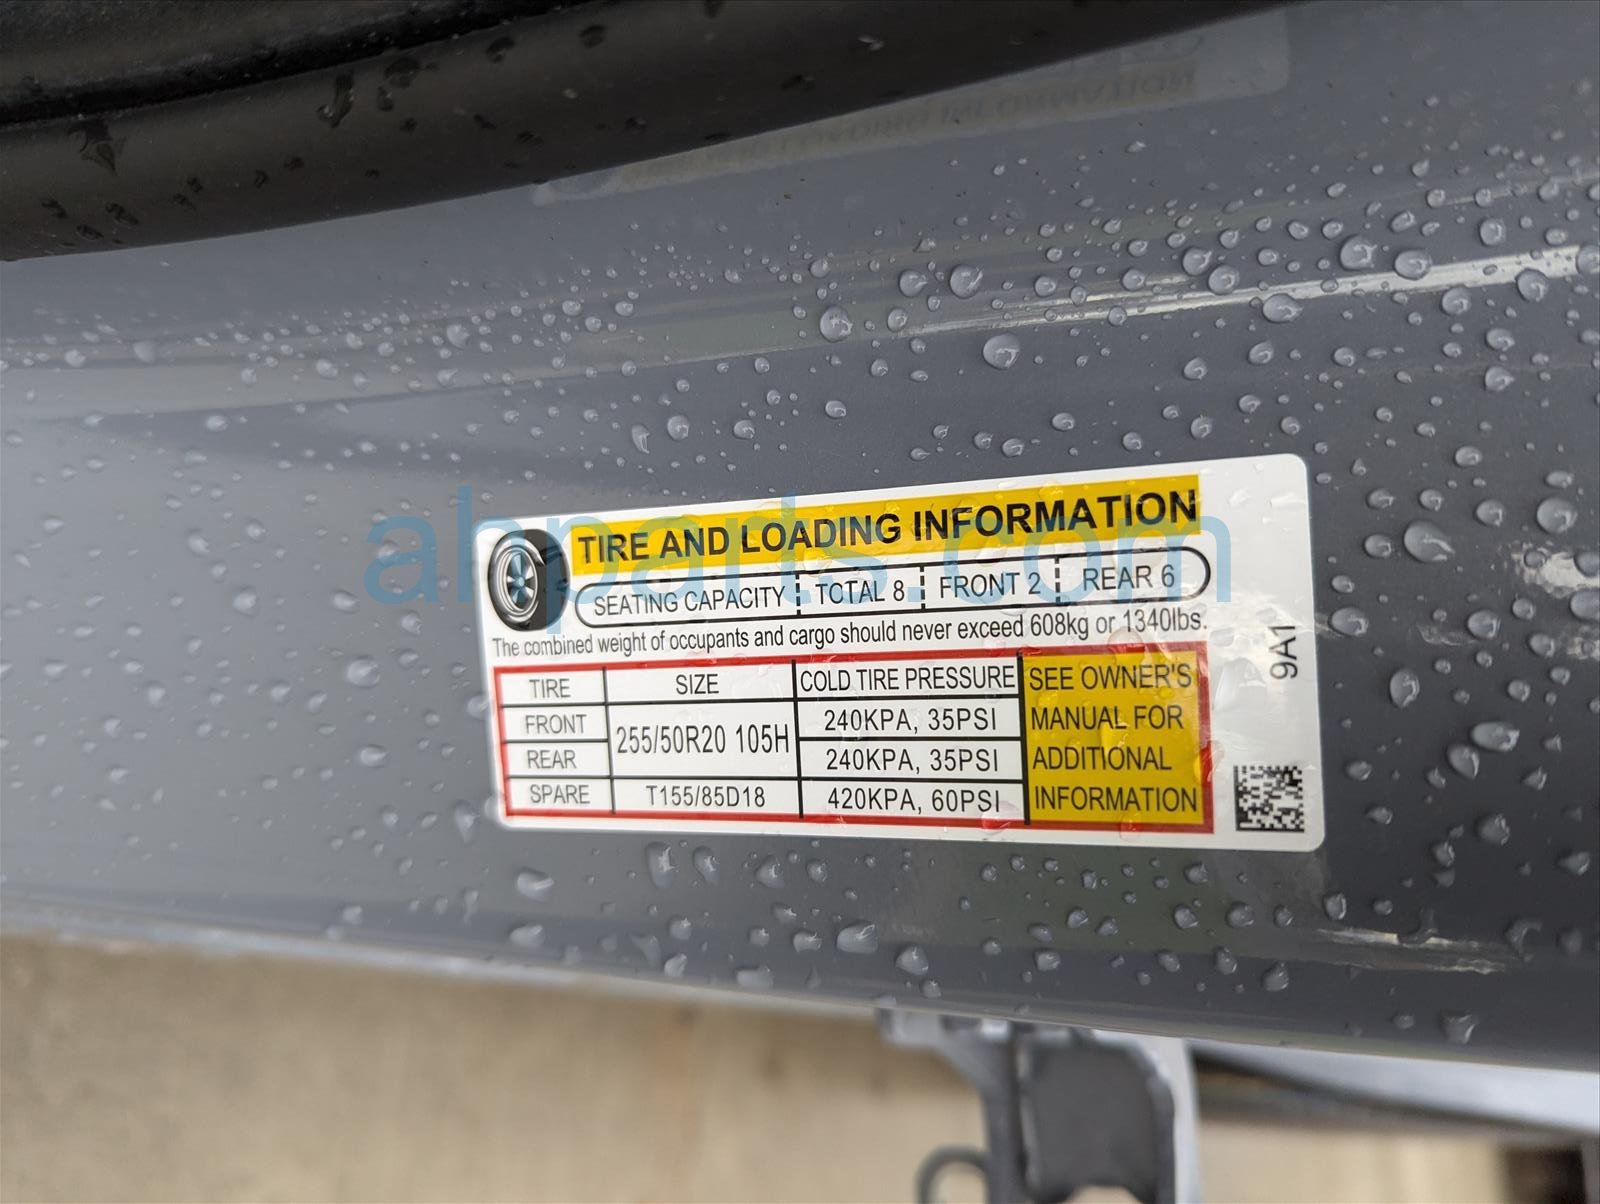 TIRE AND LOADING INFORMATION
SEATING CAPACITY TOTAL 8 FRONT 2 REAR 6
The combined weight of occupants and cargo should never exceed 608kg or 1340lbs.
TIRE SIZE COLD TIRE PRESSURE SEE OWNER'S MANUAL FOR ADDITIONAL INFORMATION
FRONT 255/50R20 105H 240KPA, 35PSI
REAR 240KPA, 35PSI
SPARE T155/85D18 420KPA, 60PSI
9A1
ahparts.com